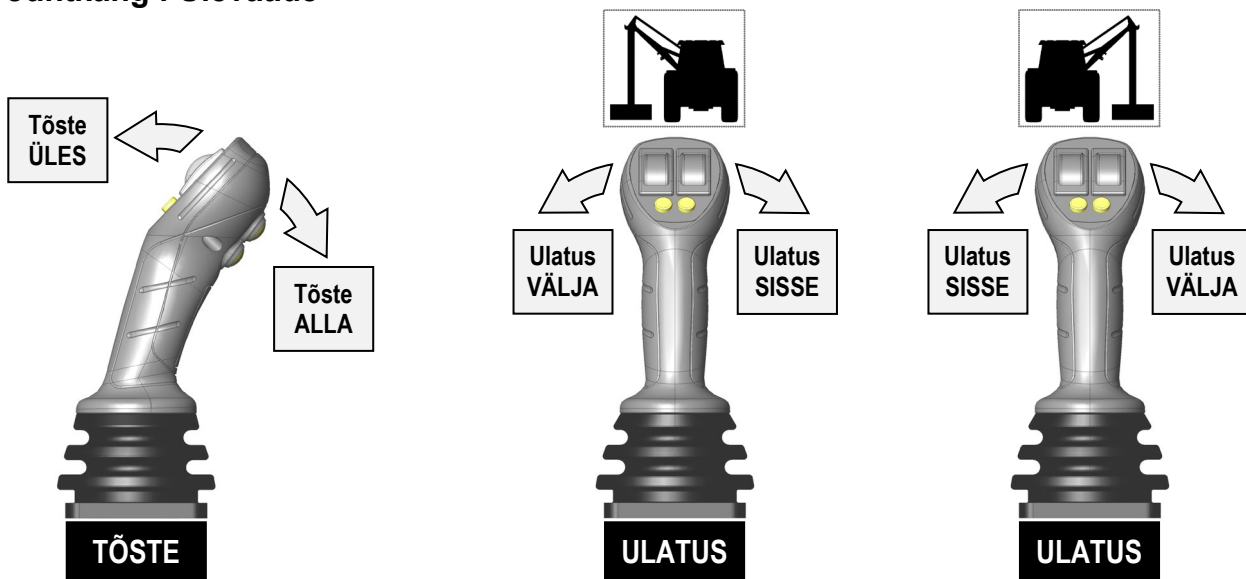 Tõste
ÜLES
Tõste
ALLA
TÕSTE
Ulatus
VÄLJA
Ulatus
SISSE
ULATUS
Ulatus
SISSE
Ulatus
VÄLJA
ULATUS